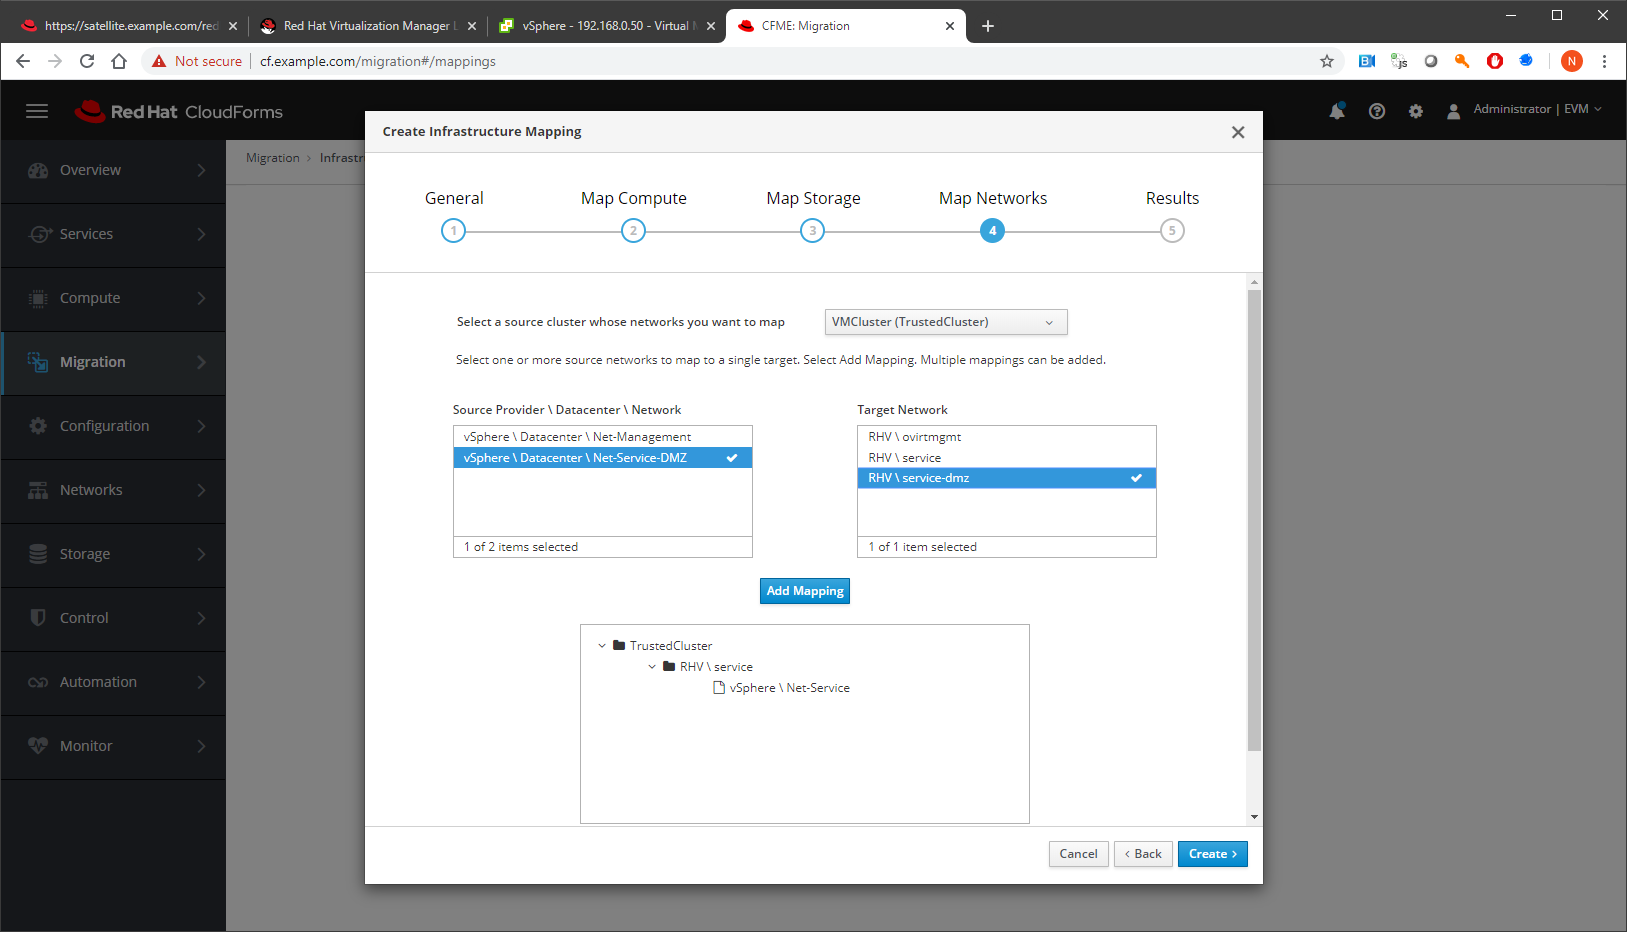 https://satellite.example.com/red
Red Hat Virtualization Manager L
vSphere - 192.168.0.50 - Virtual M
CFME: Migration
Not secure
cf.example.com/migration#/mappings
B
js
N
Red Hat CloudForms
Administrator | EVM
Overview
Services
Compute
Migration
Configuration
Networks
Storage
Control
Automation
Monitor
Migration > Infrastr
Create Infrastructure Mapping
General
Map Compute
Map Storage
Map Networks
Results
1
2
3
4
5
Select a source cluster whose networks you want to map
VMCluster (TrustedCluster)
Select one or more source networks to map to a single target. Select Add Mapping. Multiple mappings can be added.
Source Provider \ Datacenter \ Network
vSphere \ Datacenter \ Net-Management
vSphere \ Datacenter \ Net-Service-DMZ
1 of 2 items selected
Target Network
RHV \ ovirtmgmt
RHV \ service
RHV \ service-dmz
1 of 1 item selected
Add Mapping
TrustedCluster
RHV \ service
vSphere \ Net-Service
Cancel
‹ Back
Create ›